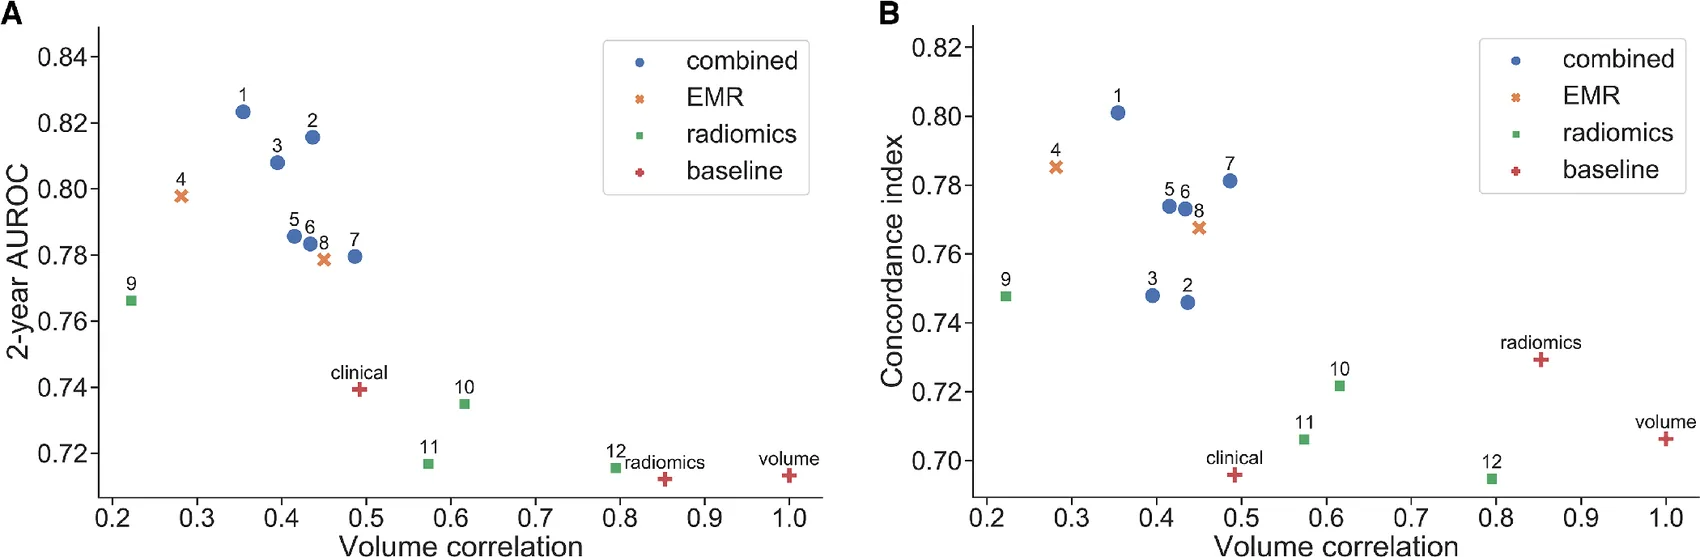 A
2-year AUROC
0.84
0.82
0.80
0.78
0.76
0.74
0.72
combined
EMR
radiomics
baseline
1
2
3
4
5
6
8
7
9
clinical
10
11
12
radiomics
volume
0.2 0.3 0.4 0.5 0.6 0.7 0.8 0.9 1.0
Volume correlation
B
Concordance index
0.82
0.80
0.78
0.76
0.74
0.72
0.70
combined
EMR
radiomics
baseline
1
4
7
5
6
8
9
3
2
radiomics
10
11
volume
clinical
12
0.2 0.3 0.4 0.5 0.6 0.7 0.8 0.9 1.0
Volume correlation